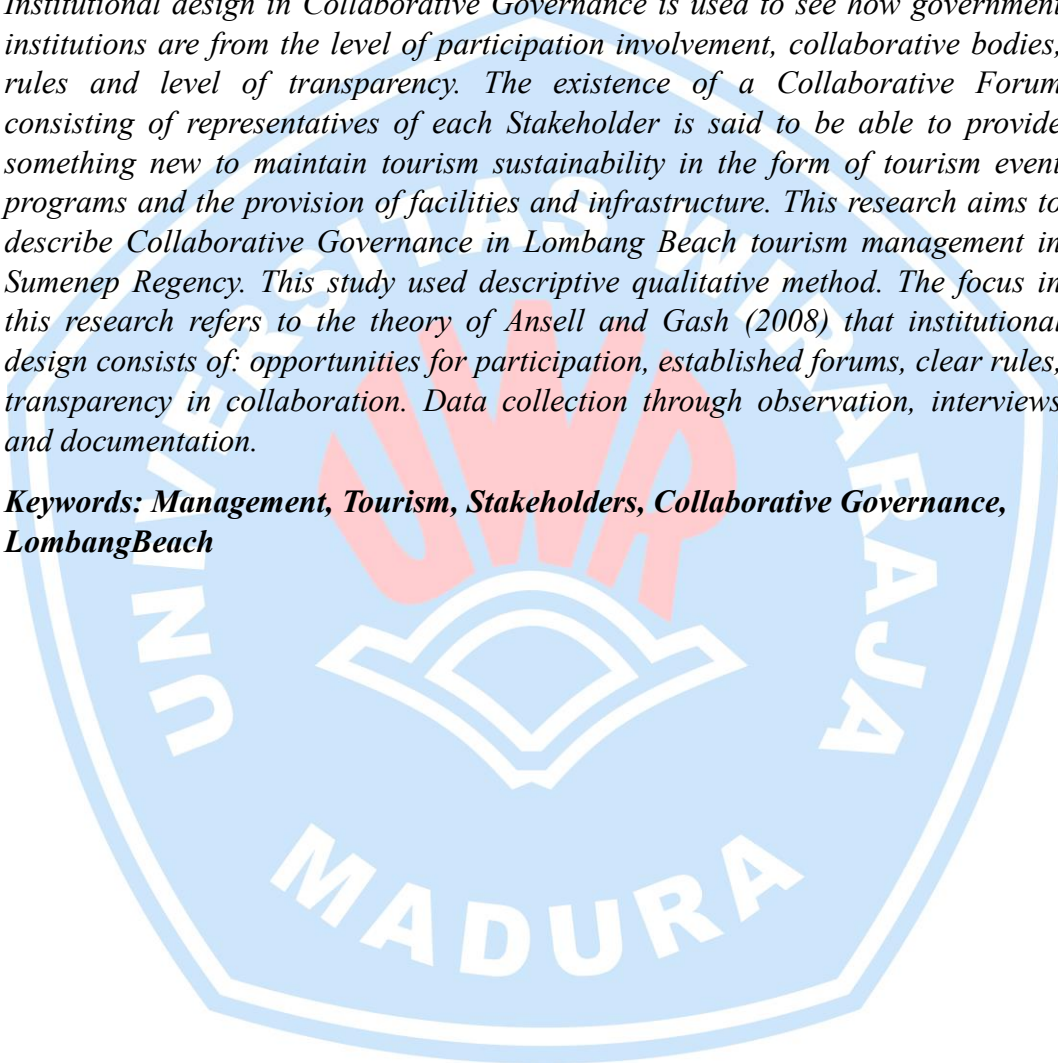 Institutional design in Collaborative Governance is used to see how government
institutions are from the level of participation involvement, collaborative bodies,
rules and level of transparency. The existence of a Collaborative Forum
consisting of representatives of each Stakeholder is said to be able to provide
something new to maintain tourism sustainability in the form of tourism event
programs and the provision of facilities and infrastructure. This research aims to
describe Collaborative Governance in Lombang Beach tourism management in
Sumenep Regency. This study used descriptive qualitative method. The focus in
this research refers to the theory of Ansell and Gash (2008) that institutional
design consists of: opportunities for participation, established forums, clear rules,
transparency in collaboration. Data collection through observation, interviews
and documentation.
Keywords: Management, Tourism, Stakeholders, Collaborative Governance,
LombangBeach
UNIVERSITAS WIRARAJA
UWR
MADURA